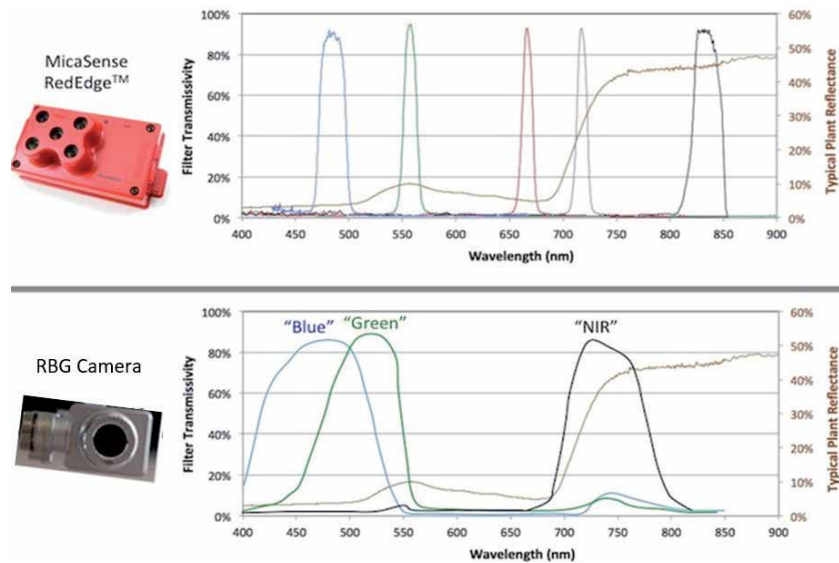 MicaSense
RedEdge™
Filter Transmissivity
100%
80%
60%
40%
20%
0%
400 450 500 550 600 650 700 750 800 850 900
Wavelength (nm)
60%
50%
40%
30%
20%
10%
0%
Typical Plant Reflectance
RBG Camera
Filter Transmissivity
100%
80%
60%
40%
20%
0%
"Blue" "Green" "NIR"
400 450 500 550 600 650 700 750 800 850 900
Wavelength (nm)
60%
50%
40%
30%
20%
10%
0%
Typical Plant Reflectance